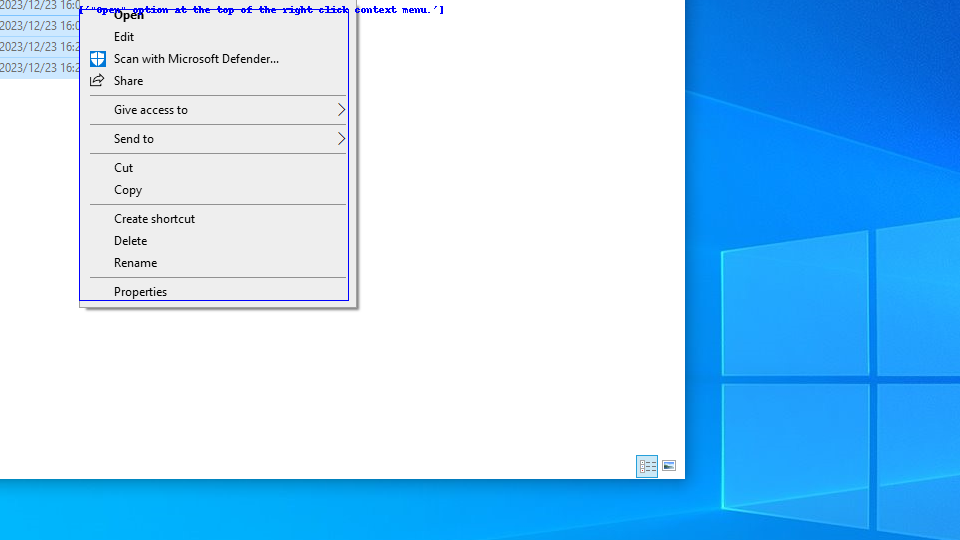 2023/12/23 16:0
['"Open" option at the top of the right click context menu.']
Open
2023/12/23 16:0
Edit
2023/12/23 16:2
Scan with Microsoft Defender...
2023/12/23 16:2
Share
Give access to
Send to
Cut
Copy
Create shortcut
Delete
Rename
Properties